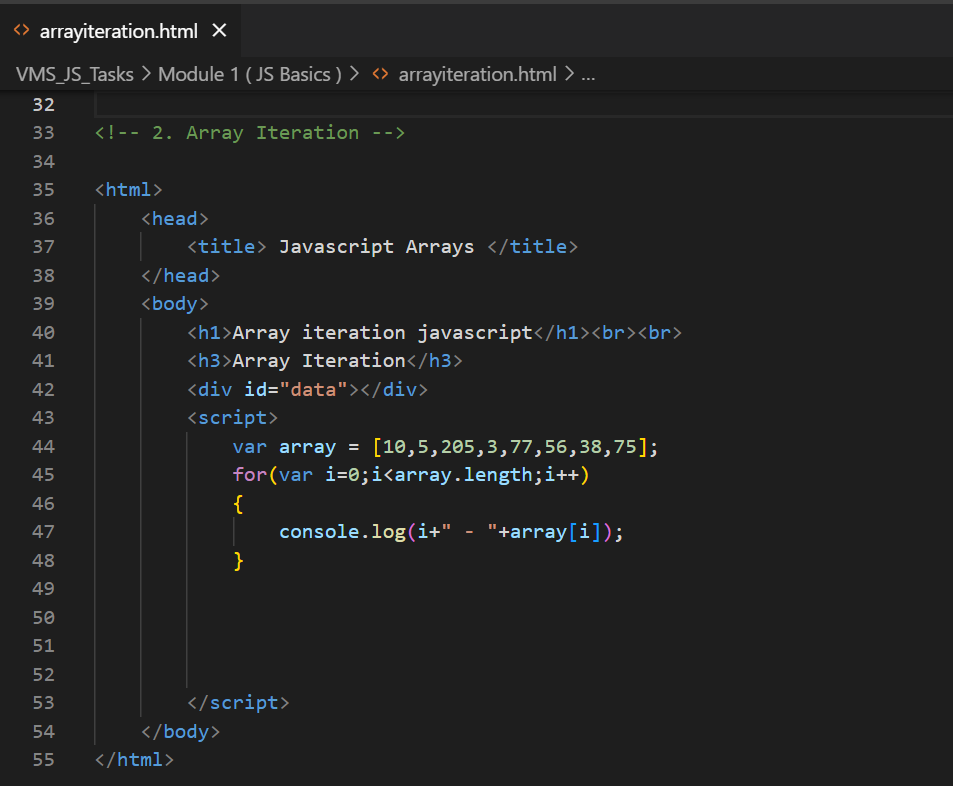 <> arrayiteration.html ×
VMS_JS_Tasks > Module 1 ( JS Basics ) > <> arrayiteration.html > ...
32
33 <!-- 2. Array Iteration -->
34
35 <html>
36 <head>
37 <title> Javascript Arrays </title>
38 </head>
39 <body>
40 <h1>Array iteration javascript</h1><br><br>
41 <h3>Array Iteration</h3>
42 <div id="data"></div>
43 <script>
44 var array = [10,5,205,3,77,56,38,75];
45 for(var i=0;i<array.length;i++)
46 {
47 console.log(i+" - "+array[i]);
48 }
49
50
51
52
53 </script>
54 </body>
55 </html>